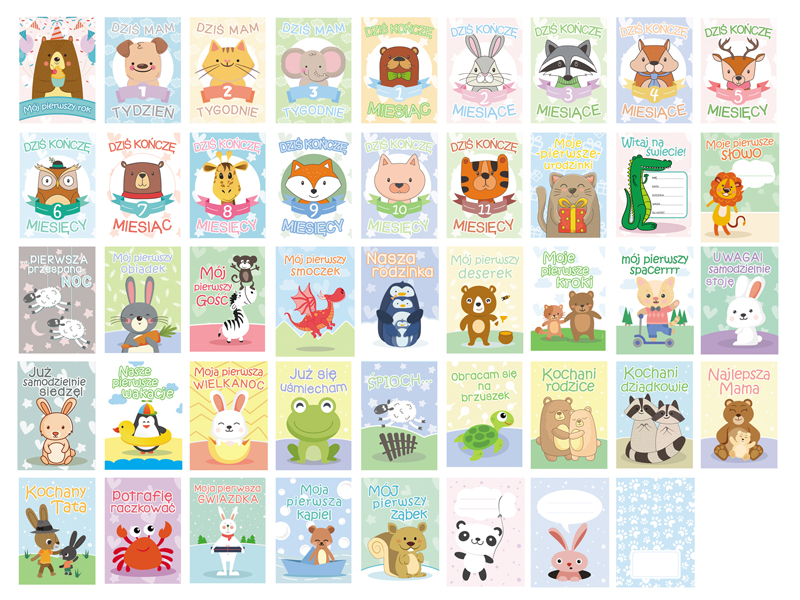 Mój pierwszy rok
DZIŚ MAM
1
TYDZIEŃ
DZIŚ MAM
2
TYGODNIE
DZIŚ MAM
3
TYGODNIE
DZIŚ KOŃCZĘ
1
MIESIĄC
DZIŚ KOŃCZĘ
2
MIESIĄCE
DZIŚ KOŃCZĘ
3
MIESIĄCE
DZIŚ KOŃCZĘ
4
MIESIĄCE
DZIŚ KOŃCZĘ
5
MIESIĘCY
DZIŚ KOŃCZĘ
6
MIESIĘCY
DZIŚ KOŃCZĘ
7
MIESIĄC
DZIŚ KOŃCZĘ
8
MIESIĘCY
DZIŚ KOŃCZĘ
9
MIESIĘCY
DZIŚ KOŃCZĘ
10
MIESIĘCY
DZIŚ KOŃCZĘ
11
MIESIĘCY
Moje
pierwsze
urodzinki
Witaj na
świecie!
Moje pierwsze
słowo
PIERWSZA
przespana
NOC
Mój pierwszy
obiadek
Mój
pierwszy
Gość
Mój pierwszy
smoczek
Nasza
rodzinka
Mój pierwszy
deserek
Moje
pierwsze
kroki
mój pierwszy
spacerrrr
UWAGA!
samodzielnie
stoję
Już
samodzielnie
siedzę!
Nasze
pierwsze
wakacje
Moja pierwsza
WIELKANOC
Już się
uśmiecham
ŚPIOCH...
Obracam się
na
brzuszek
Kochani
rodzice
Kochani
dziadkowie
Najlepsza
Mama
Kochany
Tata
Potrafię
raczkować
Moja pierwsza
GWIAZDKA
Moja
pierwsza
kąpiel
MÓJ
pierwszy
ząbek